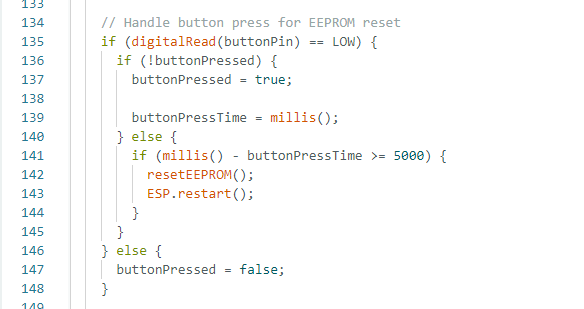 133
134 // Handle button press for EEPROM reset
135 if (digitalRead(buttonPin) == LOW) {
136 if (!buttonPressed) {
137 buttonPressed = true;
138
139 buttonPressTime = millis();
140 } else {
141 if (millis() - buttonPressTime >= 5000) {
142 resetEEPROM();
143 ESP.restart();
144 }
145 }
146 } else {
147 buttonPressed = false;
148 }
149